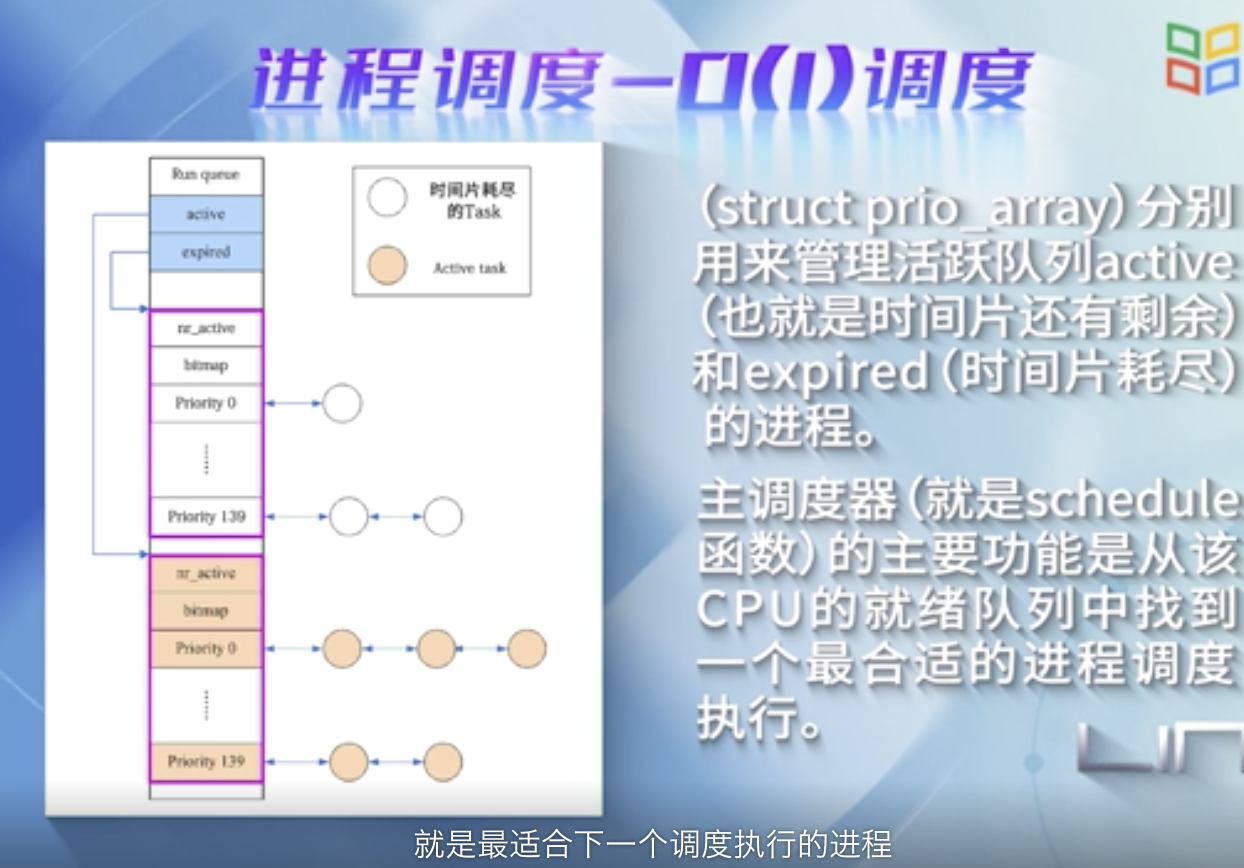 进程调度—O(1)调度
Run queue
active
expired
nr_active
bitmap
Priority 0
Priority 139
nr_active
bitmap
Priority 0
Priority 139
时间片耗尽
的Task
Active task
（struct prio_array）分别
用来管理活跃队列active
（也就是时间片还有剩余）
和expired（时间片耗尽）
的进程。
主调度器（就是schedule
函数）的主要功能是从该
CPU的就绪队列中找到
一个最合适的进程调度
执行。
就是最适合下一个调度执行的进程